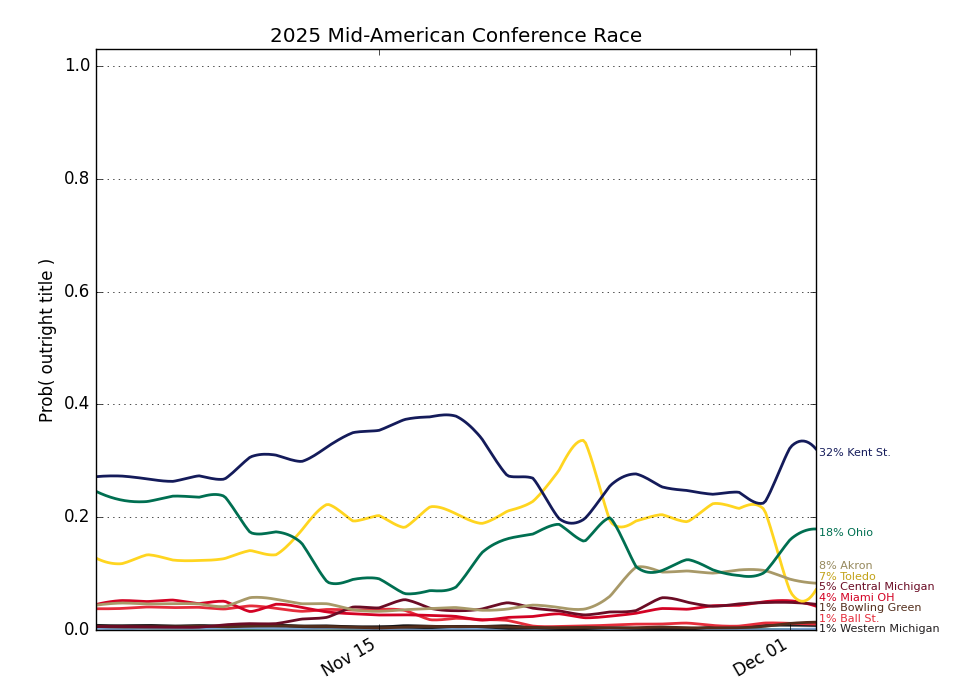 2025 Mid-American Conference Race
Prob( outright title )
1.0
0.8
0.6
0.4
0.2
0.0
Nov 15
Dec 01
32% Kent St.
18% Ohio
8% Akron
7% Toledo
5% Central Michigan
4% Miami OH
1% Bowling Green
1% Ball St.
1% Western Michigan